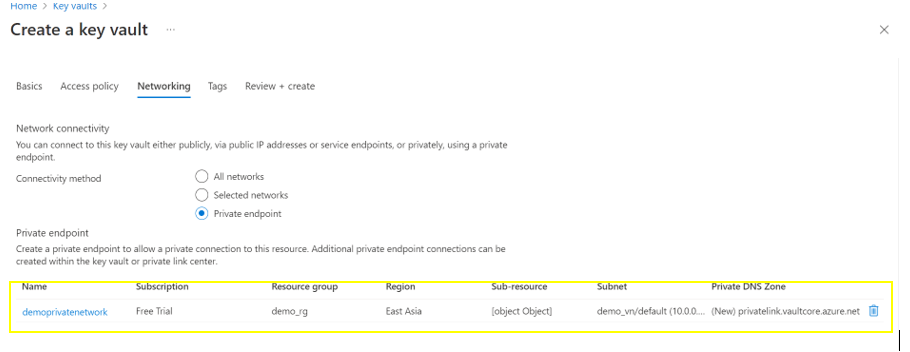 Home > Key vaults >
Create a key vault ...
Basics Access policy Networking Tags Review + create
Network connectivity
You can connect to this key vault either publicly, via public IP addresses or service endpoints, or privately, using a private
endpoint.
Connectivity method
All networks
Selected networks
Private endpoint
Private endpoint
Create a private endpoint to allow a private connection to this resource. Additional private endpoint connections can be
created within the key vault or private link center.
Name Subscription Resource group Region Sub-resource Subnet Private DNS Zone
demoprivatenetwork Free Trial demo_rg East Asia [object Object] demo_vn/default (10.0.0.... (New) privatelink.vaultcore.azure.net